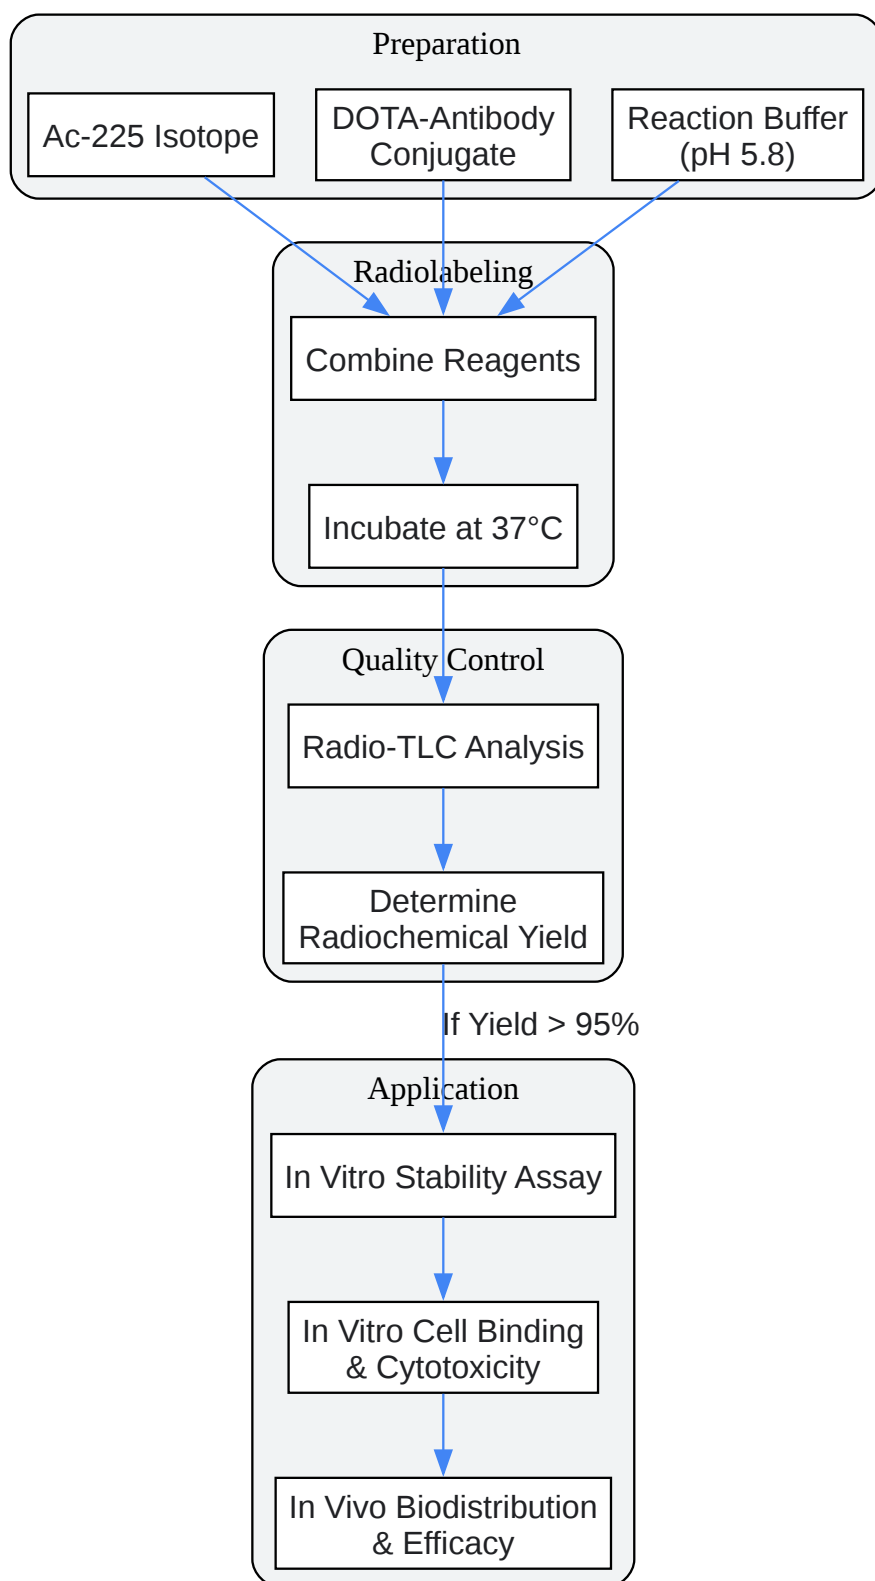 Preparation
Ac-225 Isotope
DOTA-Antibody
Conjugate
Reaction Buffer
(pH 5.8)
Radiolabeling
Combine Reagents
Incubate at 37°C
Quality Control
Radio-TLC Analysis
Determine
Radiochemical Yield
If Yield > 95%
Application
In Vitro Stability Assay
In Vitro Cell Binding
& Cytotoxicity
In Vivo Biodistribution
& Efficacy